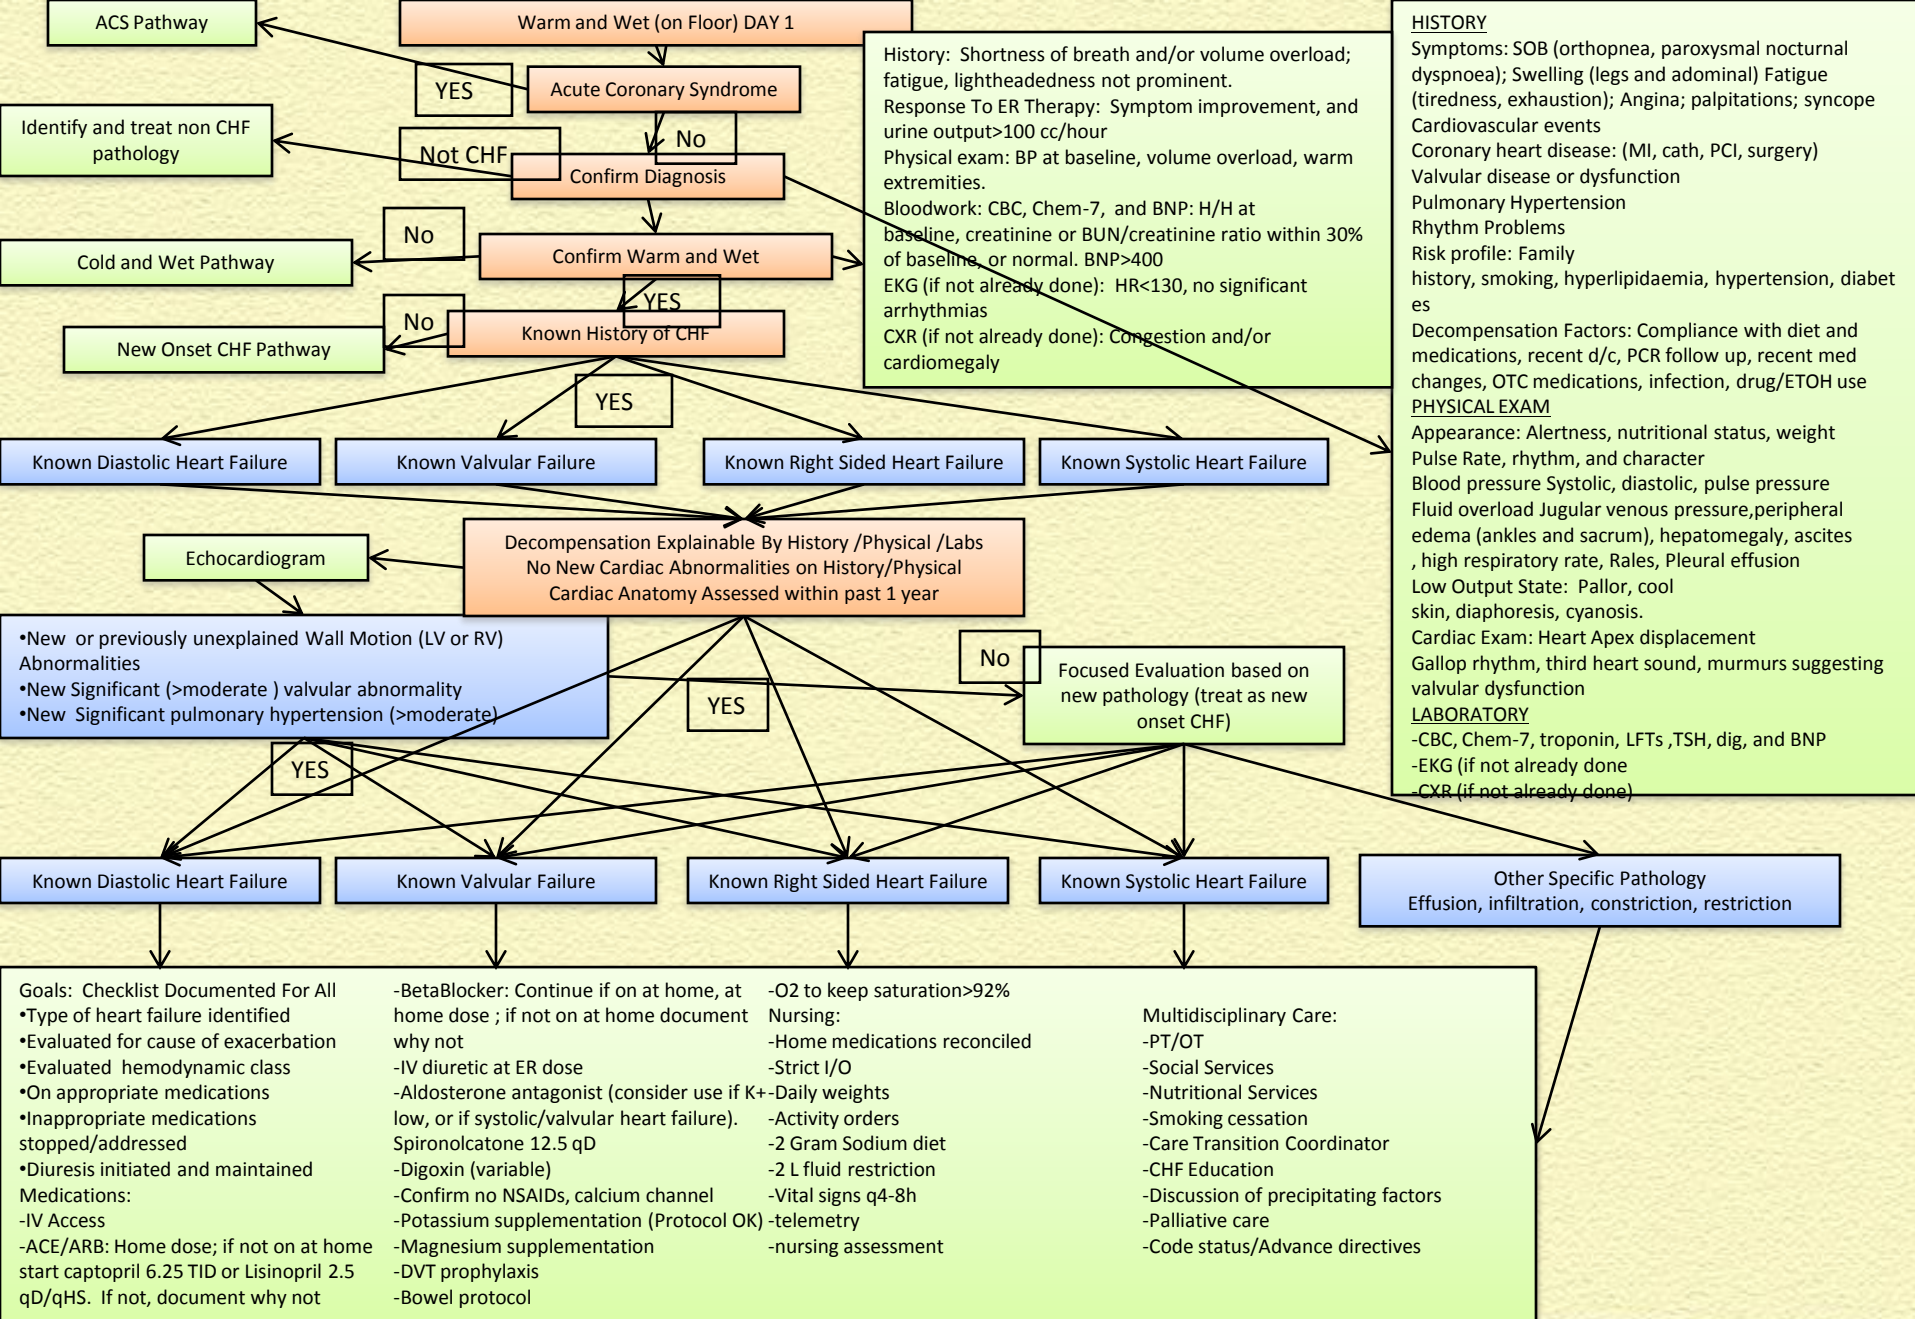 ACS Pathway
Warm and Wet (on Floor) DAY 1
YES
Acute Coronary Syndrome
Identify and treat non CHF
pathology
Not CHF
No
Confirm Diagnosis
No
Cold and Wet Pathway
Confirm Warm and Wet
YES
No
New Onset CHF Pathway
Known History of CHF
YES
History:  Shortness of breath and/or volume overload;
fatigue, lightheadedness not prominent.
Response To ER Therapy:  Symptom improvement, and
urine output>100 cc/hour
Physical exam: BP at baseline, volume overload, warm
extremities.
Bloodwork: CBC, Chem-7,  and BNP: H/H at
baseline, creatinine or BUN/creatinine ratio within 30%
of baseline, or normal. BNP>400
EKG (if not already done):  HR<130, no significant
arrhythmias
CXR (if not already done): Congestion and/or
cardiomegaly
HISTORY
Symptoms: SOB (orthopnea, paroxysmal nocturnal
dyspnoea); Swelling (legs and adominal) Fatigue
(tiredness, exhaustion); Angina; palpitations; syncope
Cardiovascular events
Coronary heart disease: (MI, cath, PCI, surgery)
Valvular disease or dysfunction
Pulmonary Hypertension
Rhythm Problems
Risk profile: Family
history, smoking, hyperlipidaemia, hypertension, diabet
es
Decompensation Factors: Compliance with diet and
medications, recent d/c, PCR follow up, recent med
changes, OTC medications, infection, drug/ETOH use
PHYSICAL EXAM
Appearance: Alertness, nutritional status, weight
Pulse Rate, rhythm, and character
Blood pressure Systolic, diastolic, pulse pressure
Fluid overload Jugular venous pressure,peripheral
edema (ankles and sacrum), hepatomegaly, ascites
, high respiratory rate, Rales, Pleural effusion
Low Output State:  Pallor, cool
skin, diaphoresis, cyanosis.
Cardiac Exam: Heart Apex displacement
Gallop rhythm, third heart sound, murmurs suggesting
valvular dysfunction
LABORATORY
-CBC, Chem-7, troponin, LFTs ,TSH, dig, and BNP
-EKG (if not already done
-CXR (if not already done)
Known Diastolic Heart Failure
Known Valvular Failure
Known Right Sided Heart Failure
Known Systolic Heart Failure
Echocardiogram
Decompensation Explainable By History /Physical /Labs
No New Cardiac Abnormalities on History/Physical
Cardiac Anatomy Assessed within past 1 year
•New  or previously unexplained Wall Motion (LV or RV)
Abnormalities
•New Significant (>moderate ) valvular abnormality
•New  Significant pulmonary hypertension (>moderate)
YES
No
Focused Evaluation based on
new pathology (treat as new
onset CHF)
YES
Known Diastolic Heart Failure
Known Valvular Failure
Known Right Sided Heart Failure
Known Systolic Heart Failure
Other Specific Pathology
Effusion, infiltration, constriction, restriction
Goals:  Checklist Documented For All
•Type of heart failure identified
•Evaluated for cause of exacerbation
•Evaluated  hemodynamic class
•On appropriate medications
•Inappropriate medications
stopped/addressed
•Diuresis initiated and maintained
Medications:
-IV Access
-ACE/ARB: Home dose; if not on at home
start captopril 6.25 TID or Lisinopril 2.5
qD/qHS.  If not, document why not
-BetaBlocker: Continue if on at home, at
home dose ; if not on at home document
why not
-IV diuretic at ER dose
-Aldosterone antagonist (consider use if K+
low, or if systolic/valvular heart failure).
Spironolcatone 12.5 qD
-Digoxin (variable)
-Confirm no NSAIDs, calcium channel
-Potassium supplementation (Protocol OK)
-Magnesium supplementation
-DVT prophylaxis
-Bowel protocol
-O2 to keep saturation>92%
Nursing:
-Home medications reconciled
-Strict I/O
-Daily weights
-Activity orders
-2 Gram Sodium diet
-2 L fluid restriction
-Vital signs q4-8h
-telemetry
-nursing assessment
Multidisciplinary Care:
-PT/OT
-Social Services
-Nutritional Services
-Smoking cessation
-Care Transition Coordinator
-CHF Education
-Discussion of precipitating factors
-Palliative care
-Code status/Advance directives